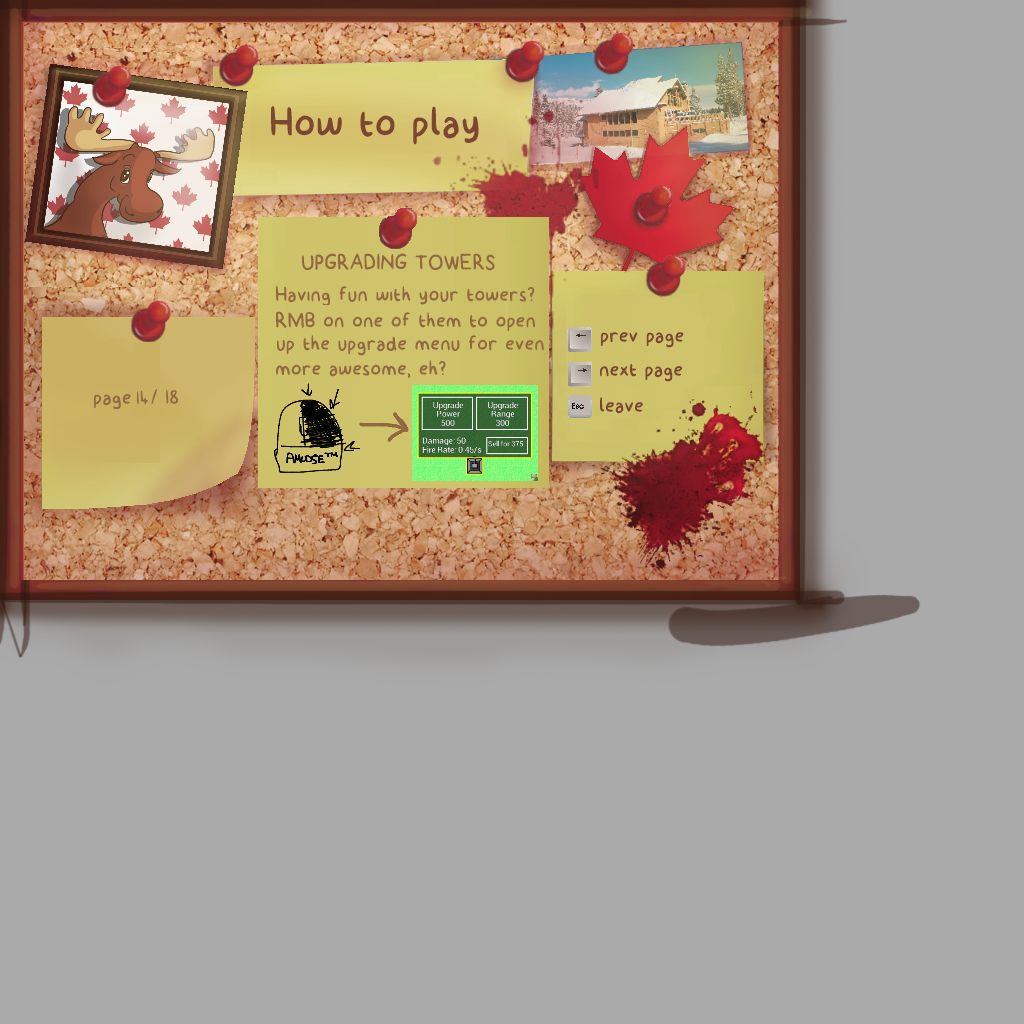 How to play
UPGRADING TOWERS
Having fun with your towers?
RMB on one of them to open
up the upgrade menu for even
more awesome, eh?
Upgrade
Power
500
Upgrade
Range
300
Damage: 50
Fire Rate: 0.45/s
Sell for 375
prev page
next page
Esc leave
page 14/ 18